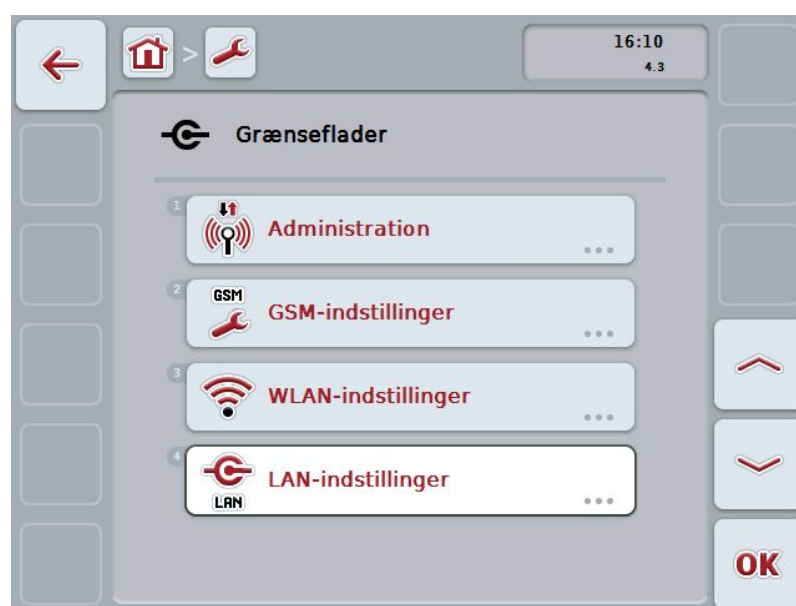 >
16:10
4.3
Grænseflader
1
Administration
2
GSM
GSM-indstillinger
3
WLAN-indstillinger
4
LAN-indstillinger
LAN
OK